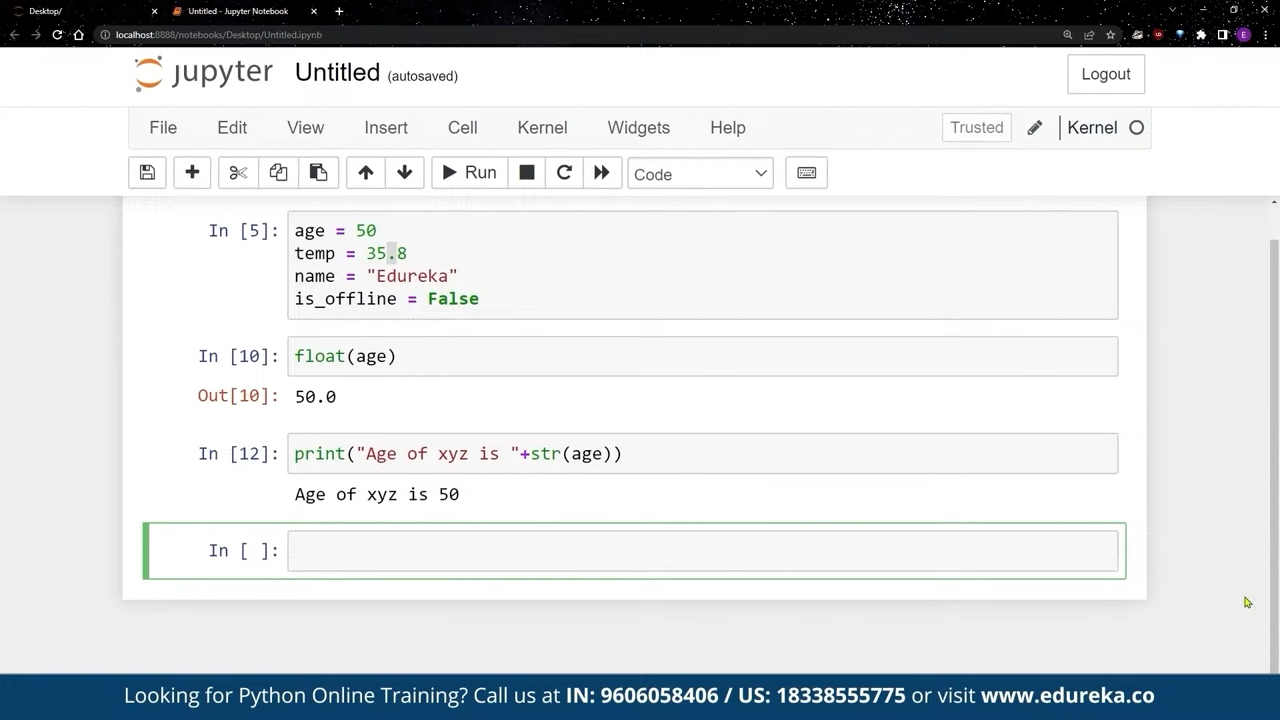 Desktop/
Untitled - Jupyter Notebook
localhost:8888/notebooks/Desktop/Untitled.ipynb
E
jupyter Untitled (autosaved)
Logout
File Edit View Insert Cell Kernel Widgets Help
Trusted
Kernel
Run
Code
In [5]:
age = 50
temp = 35.8
name = "Edureka"
is_offline = False
In [10]:
float(age)
Out[10]:
50.0
In [12]:
print("Age of xyz is "+str(age))
Age of xyz is 50
In [ ]:
Looking for Python Online Training? Call us at IN: 9606058406 / US: 18338555775 or visit www.edureka.co